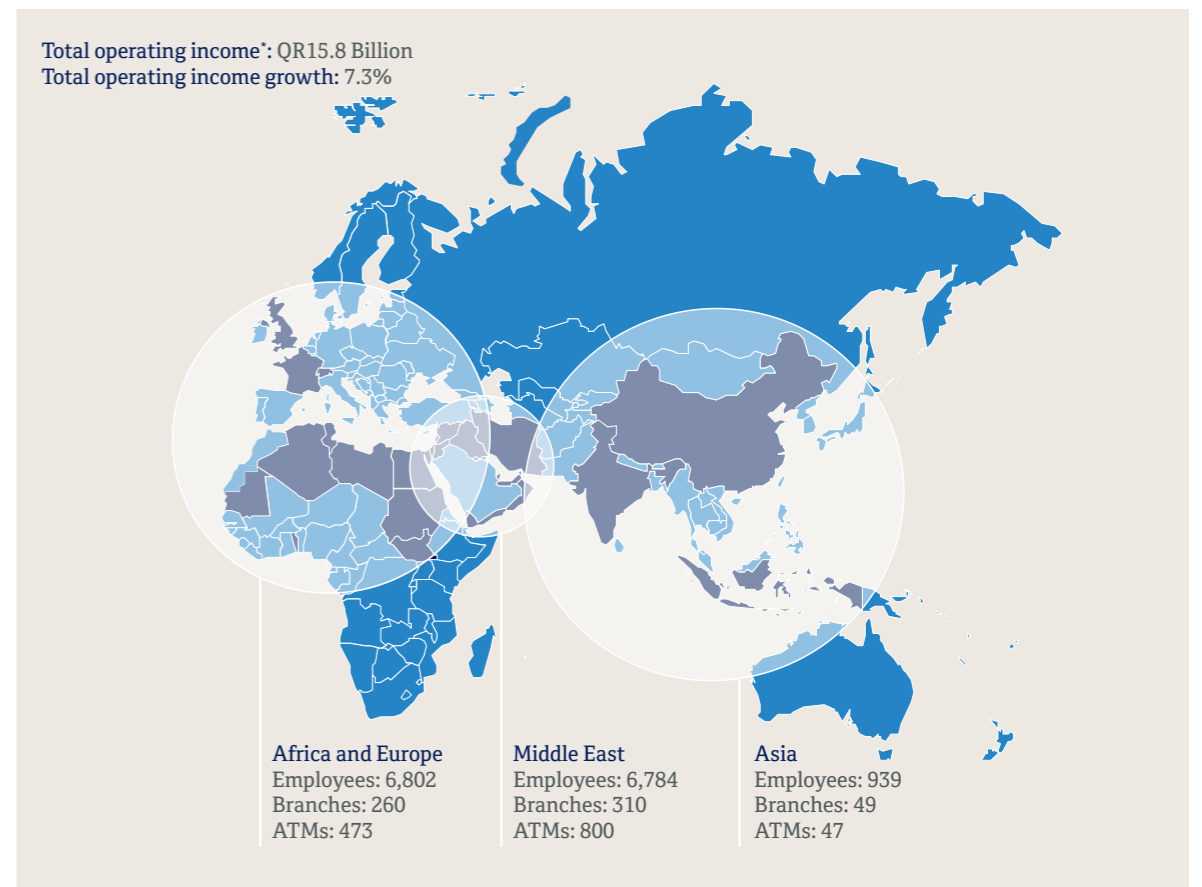 Total operating income*: QR15.8 Billion
Total operating income growth: 7.3%
Africa and Europe
Employees: 6,802
Branches: 260
ATMs: 473
Middle East
Employees: 6,784
Branches: 310
ATMs: 800
Asia
Employees: 939
Branches: 49
ATMs: 47